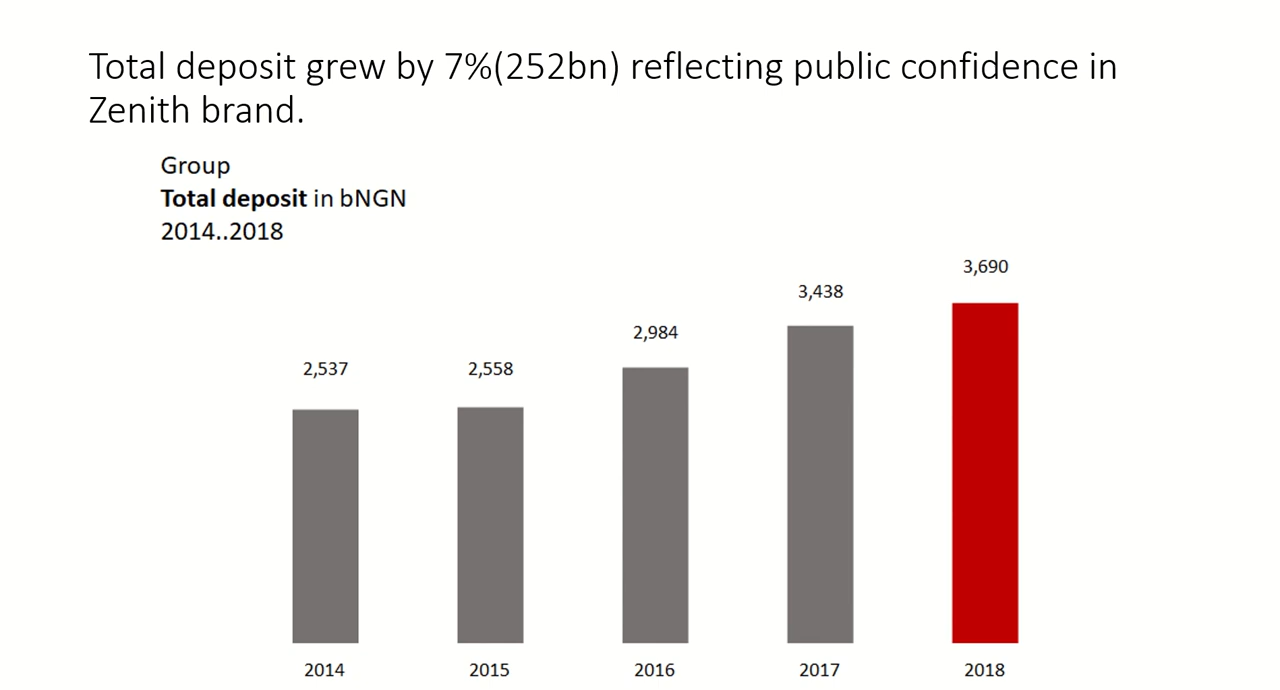 Total deposit grew by 7%(252bn) reflecting public confidence in
Zenith brand.
Group
Total deposit in bNGN
2014..2018
3,690
3,438
2,984
2,537
2,558
2014
2015
2016
2017
2018